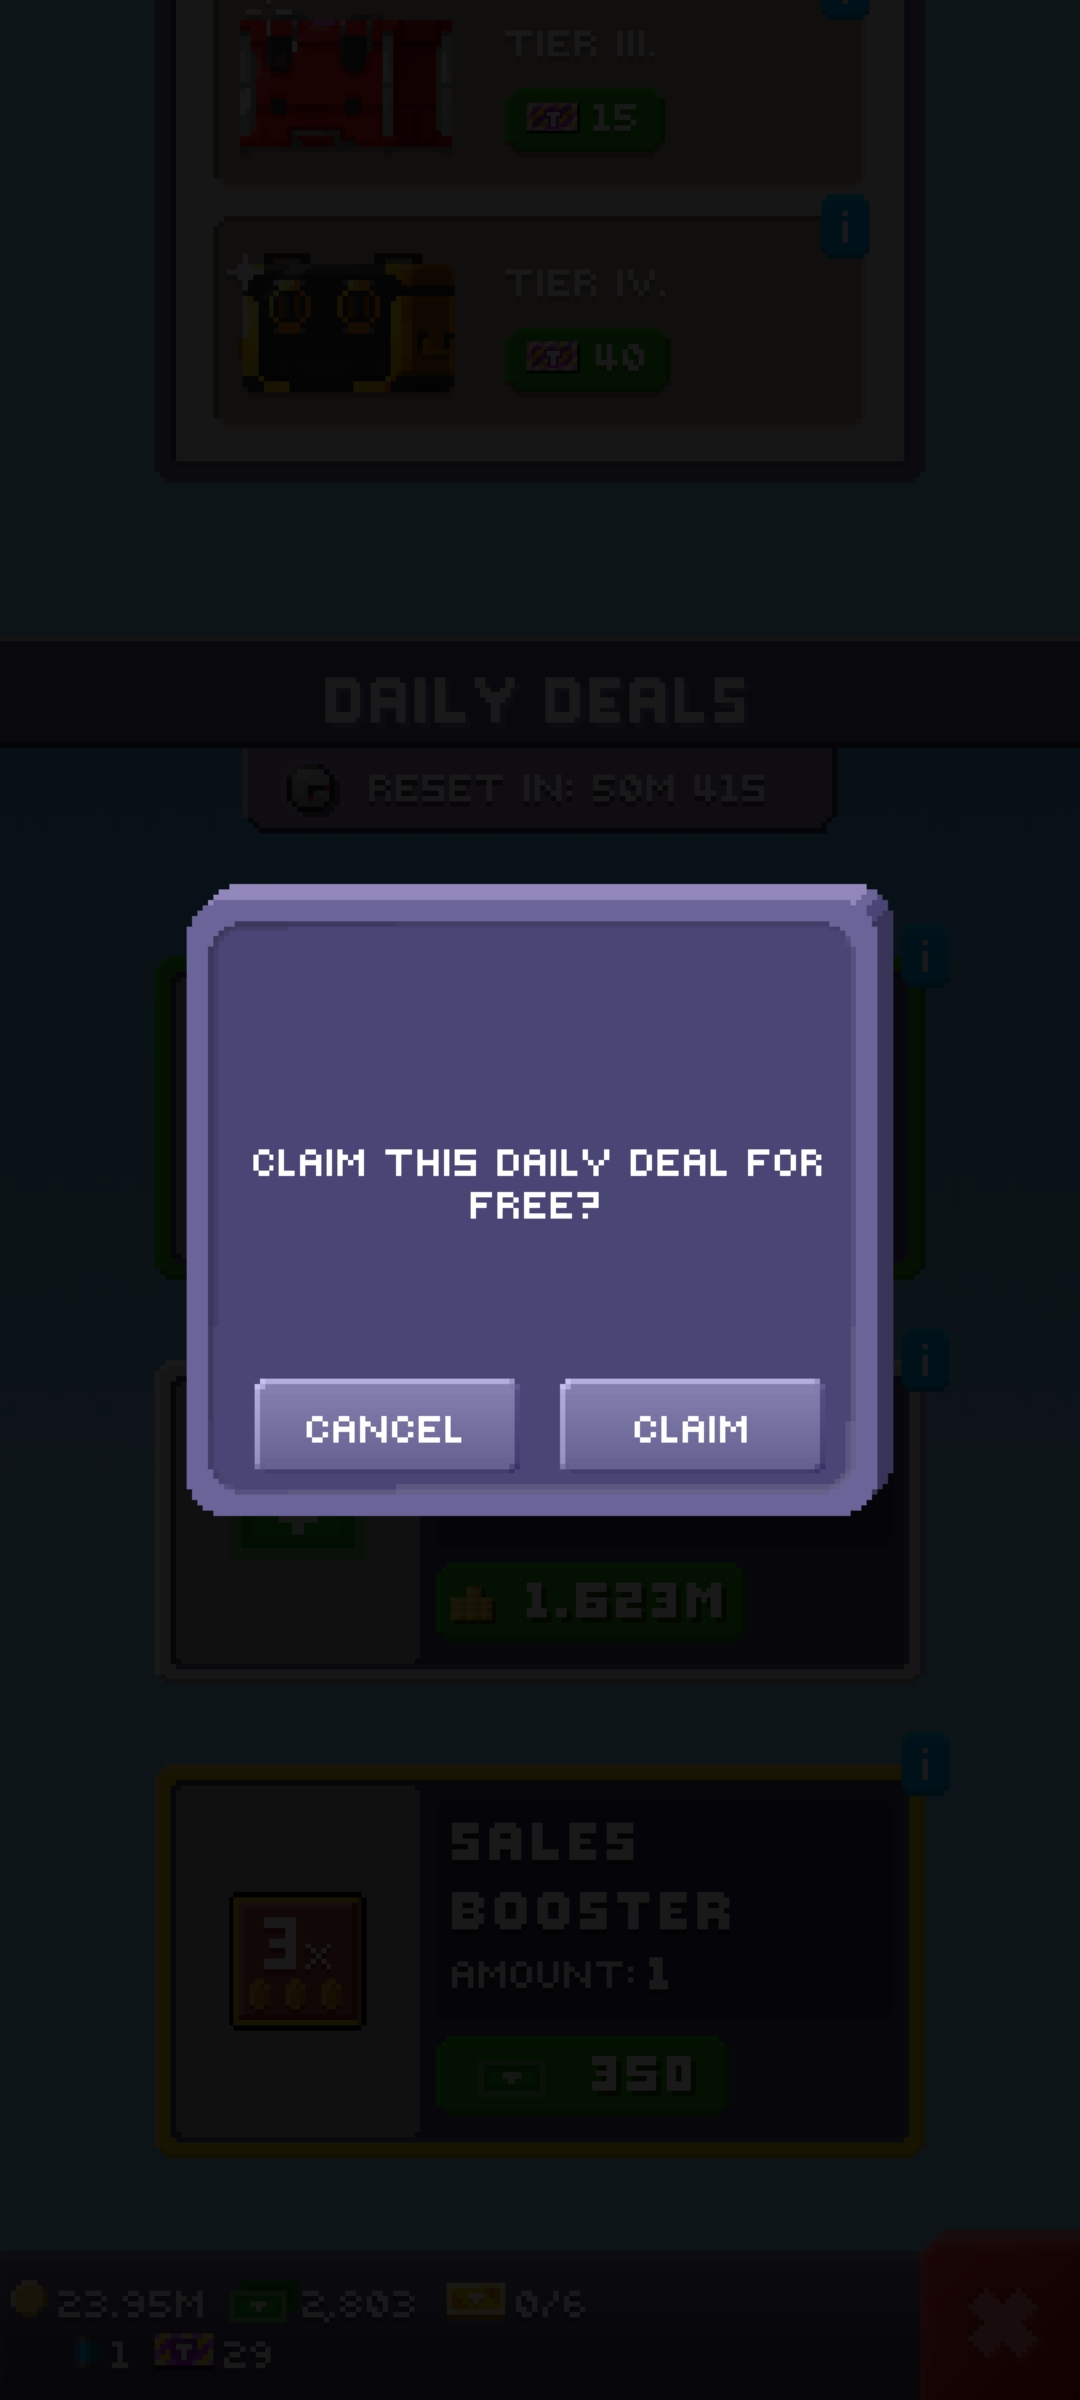 TIER III.
15
i
TIER IV.
40
DAILY DEALS
RESET IN: 50M 41S
i
CLAIM THIS DAILY DEAL FOR
FREE?
i
CANCEL
CLAIM
1.623M
i
SALES
BOOSTER
3x
AMOUNT: 1
350
23.95M 2,803 0/6
1 T 29